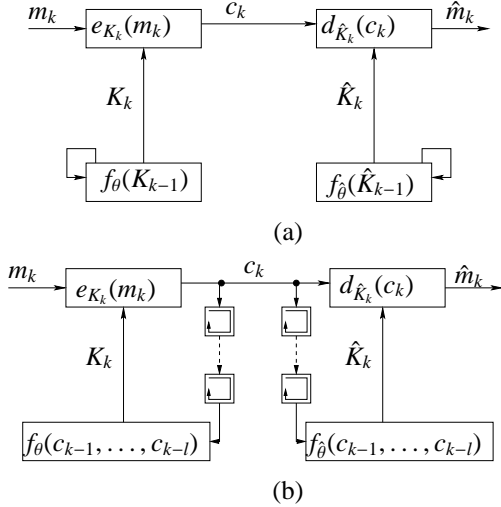 m_k
e_{K_k}(m_k)
c_k
d_{\hat{K}_k}(c_k)
\hat{m}_k
K_k
\hat{K}_k
f_θ(K_{k−1})
f_{\hat{θ}}(\hat{K}_{k−1})
(a)
m_k
e_{K_k}(m_k)
c_k
d_{\hat{K}_k}(c_k)
\hat{m}_k
K_k
\hat{K}_k
f_θ(c_{k−1}, . . . , c_{k−l})
f_{\hat{θ}}(c_{k−1}, . . . , c_{k−l})
(b)